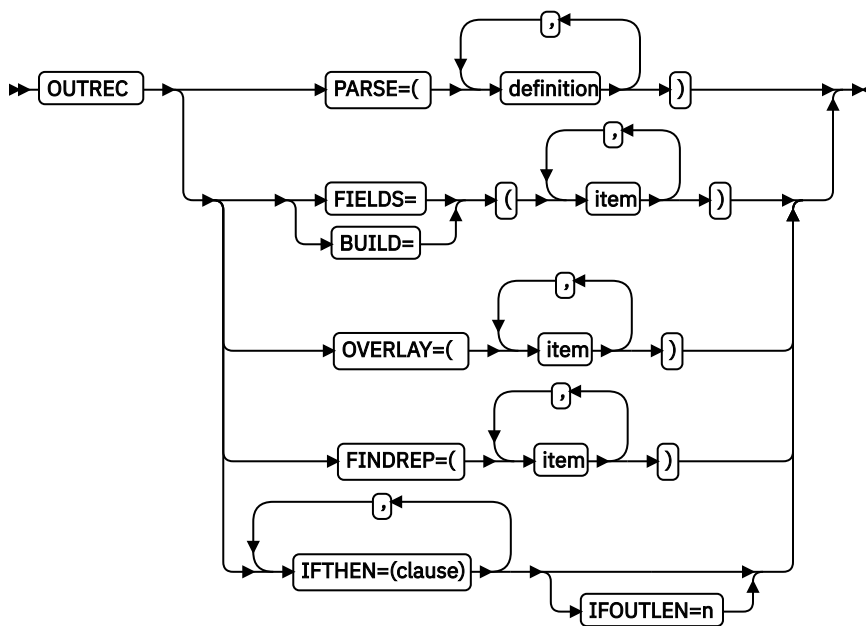 ,
OUTREC PARSE=( definition )
,
FIELDS= ( item )
BUILD=
,
OVERLAY=( item )
,
FINDREP=( item )
,
IFTHEN=(clause)
IFOUTLEN=n